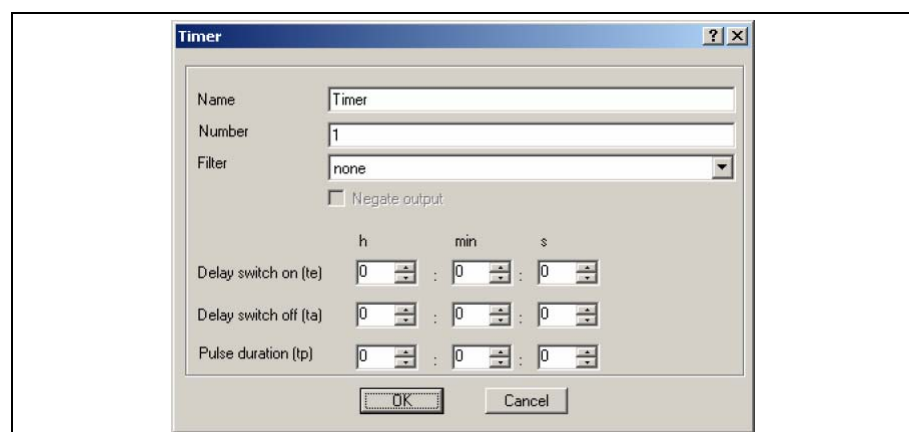 Timer
Name Timer
Number 1
Filter none
Negate output
h min s
Delay switch on (te) 0 : 0 : 0
Delay switch off (ta) 0 : 0 : 0
Pulse duration (tp) 0 : 0 : 0
OK Cancel